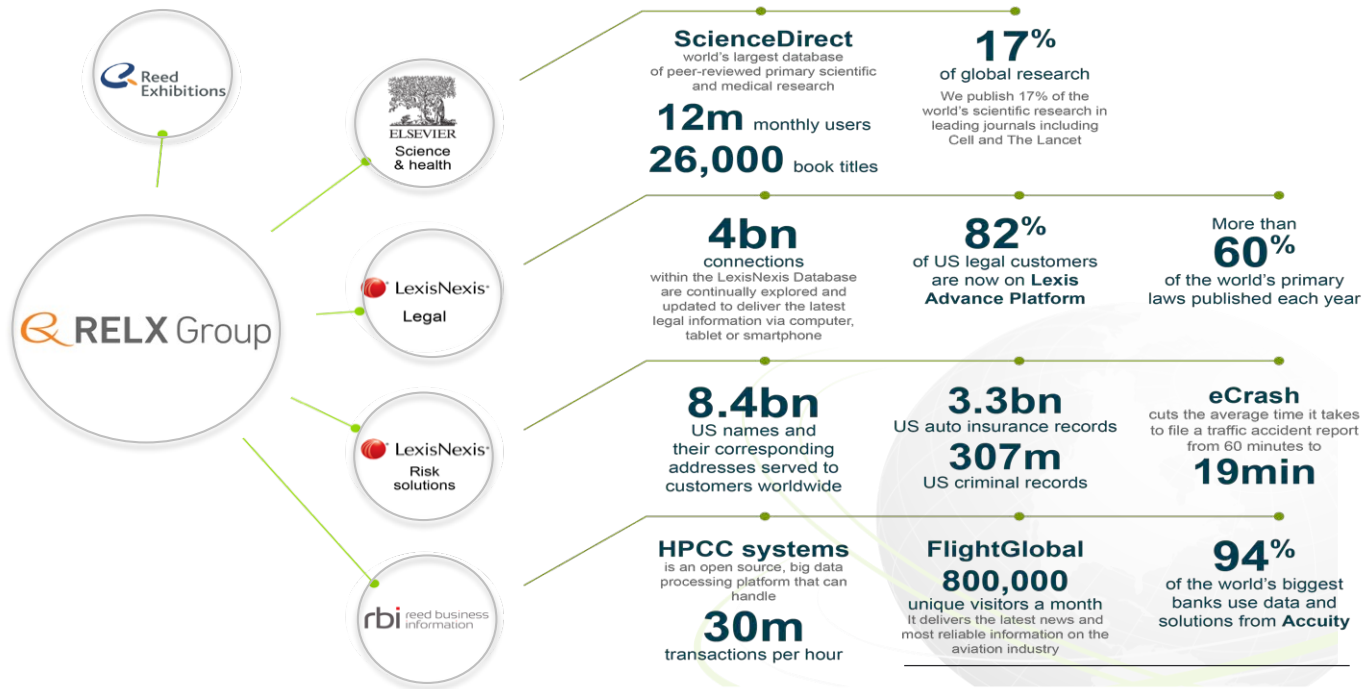 Reed
Exhibitions
ELSEVIER
Science
& health
RELX Group
LexisNexis®
Legal
LexisNexis®
Risk
solutions
rbi reed business
information
ScienceDirect
world's largest database
of peer-reviewed primary scientific
and medical research
12m monthly users
26,000 book titles
17%
of global research
We publish 17% of the
world's scientific research in
leading journals including
Cell and The Lancet
4bn
connections
within the LexisNexis Database
are continually explored and
updated to deliver the latest
legal information via computer,
tablet or smartphone
82%
of US legal customers
are now on Lexis
Advance Platform
More than
60%
of the world's primary
laws published each year
8.4bn
US names and
their corresponding
addresses served to
customers worldwide
3.3bn
US auto insurance records
307m
US criminal records
eCrash
cuts the average time it takes
to file a traffic accident report
from 60 minutes to
19min
HPCC systems
is an open source, big data
processing platform that can
handle
30m
transactions per hour
FlightGlobal
800,000
unique visitors a month
It delivers the latest news and
most reliable information on the
aviation industry
94%
of the world's biggest
banks use data and
solutions from Accuity